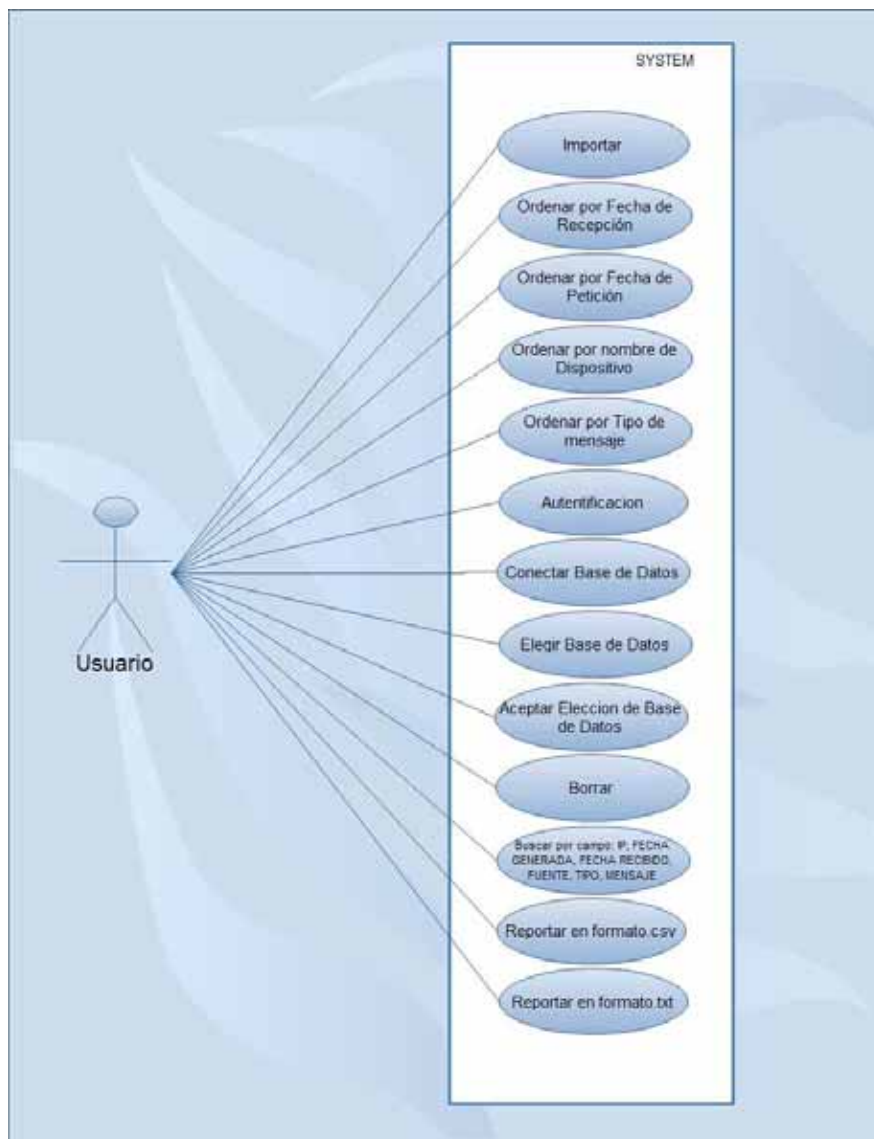 SYSTEM
Importar
Ordenar por Fecha de
Recepción
Ordenar por Fecha de
Petición
Ordenar por nombre de
Dispositivo
Ordenar por Tipo de
mensaje
Autentificacion
Conectar Base de Datos
Elegir Base de Datos
Aceptar Eleccion de Base
de Datos
Borrar
Buscar por campo: IP, FECHA
GENERADA, FECHA RECIBIDO,
FUENTE, TIPO, MENSAJE
Reportar en formato.csv
Reportar en formato.txt
Usuario